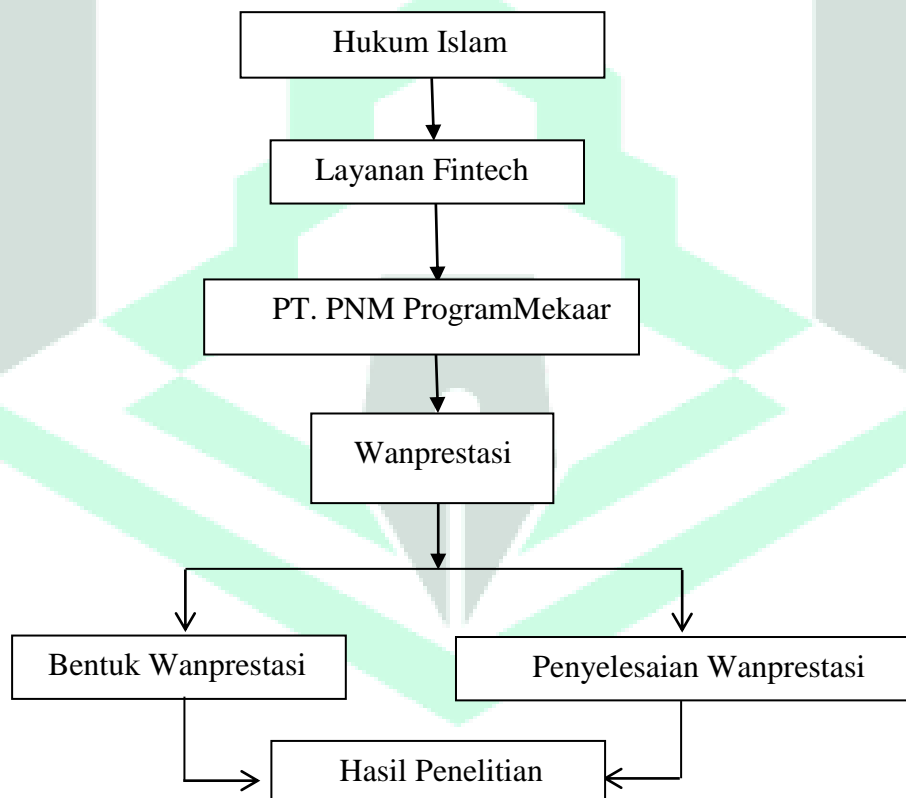 Hukum Islam
Layanan Fintech
PT. PNM ProgramMekaar
Wanprestasi
Bentuk Wanprestasi
Penyelesaian Wanprestasi
Hasil Penelitian